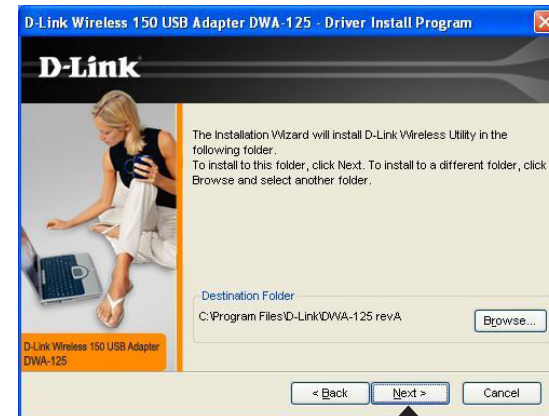 D-Link Wireless 150 USB Adapter DWA-125 - Driver Install Program
D-Link
The Installation Wizard will install D-Link Wireless Utility in the
following folder.
To install to this folder, click Next. To install to a different folder, click
Browse and select another folder.
Destination Folder
C:\Program Files\D-Link\DWA-125 revA
Browse...
D-Link Wireless 150 USB Adapter
DWA-125
< Back
Next >
Cancel